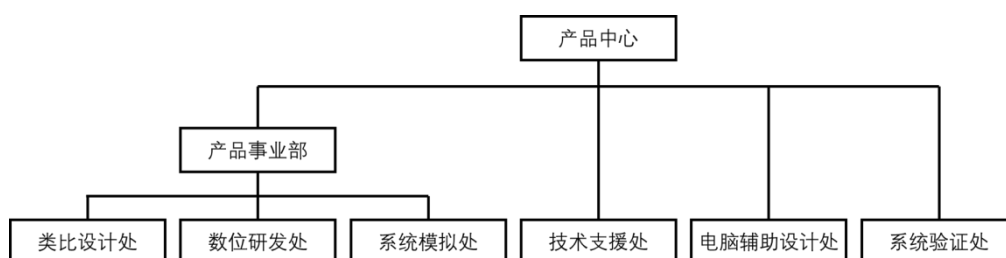 产品中心
产品事业部
类比设计处
数位研发处
系统模拟处
技术支援处
电脑辅助设计处
系统验证处